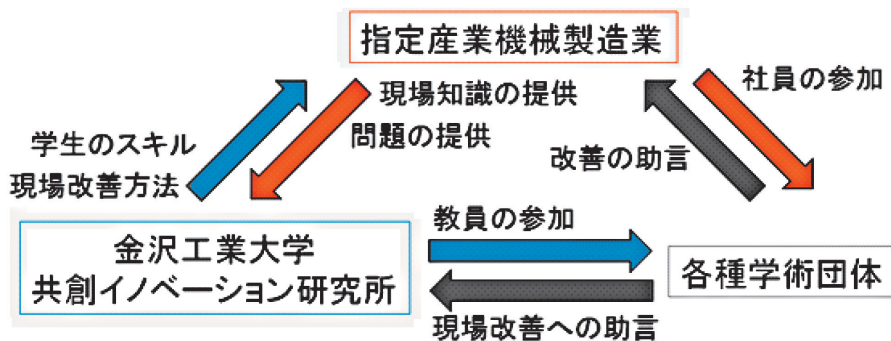 指定産業機械製造業
現場知識の提供
問題の提供
社員の参加
学生のスキル
現場改善方法
改善の助言
金沢工業大学
共創イノベーション研究所
教員の参加
各種学術団体
現場改善への助言